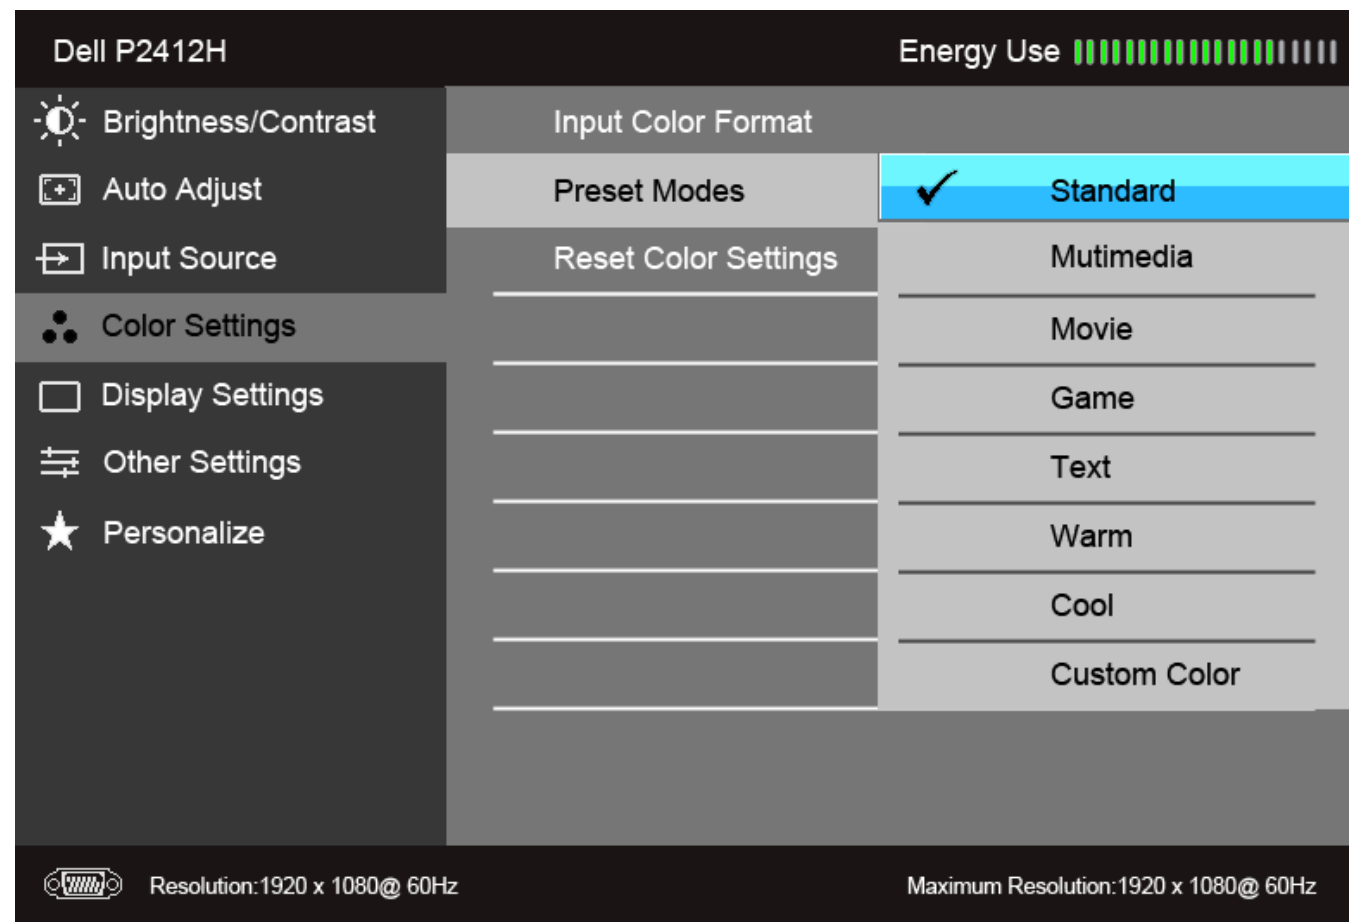 Dell P2412H
Energy Use
Brightness/Contrast
Auto Adjust
Input Source
Color Settings
Display Settings
Other Settings
Personalize
Input Color Format
Preset Modes
Reset Color Settings
Standard
Mutimedia
Movie
Game
Text
Warm
Cool
Custom Color
Resolution:1920 x 1080@ 60Hz
Maximum Resolution:1920 x 1080@ 60Hz